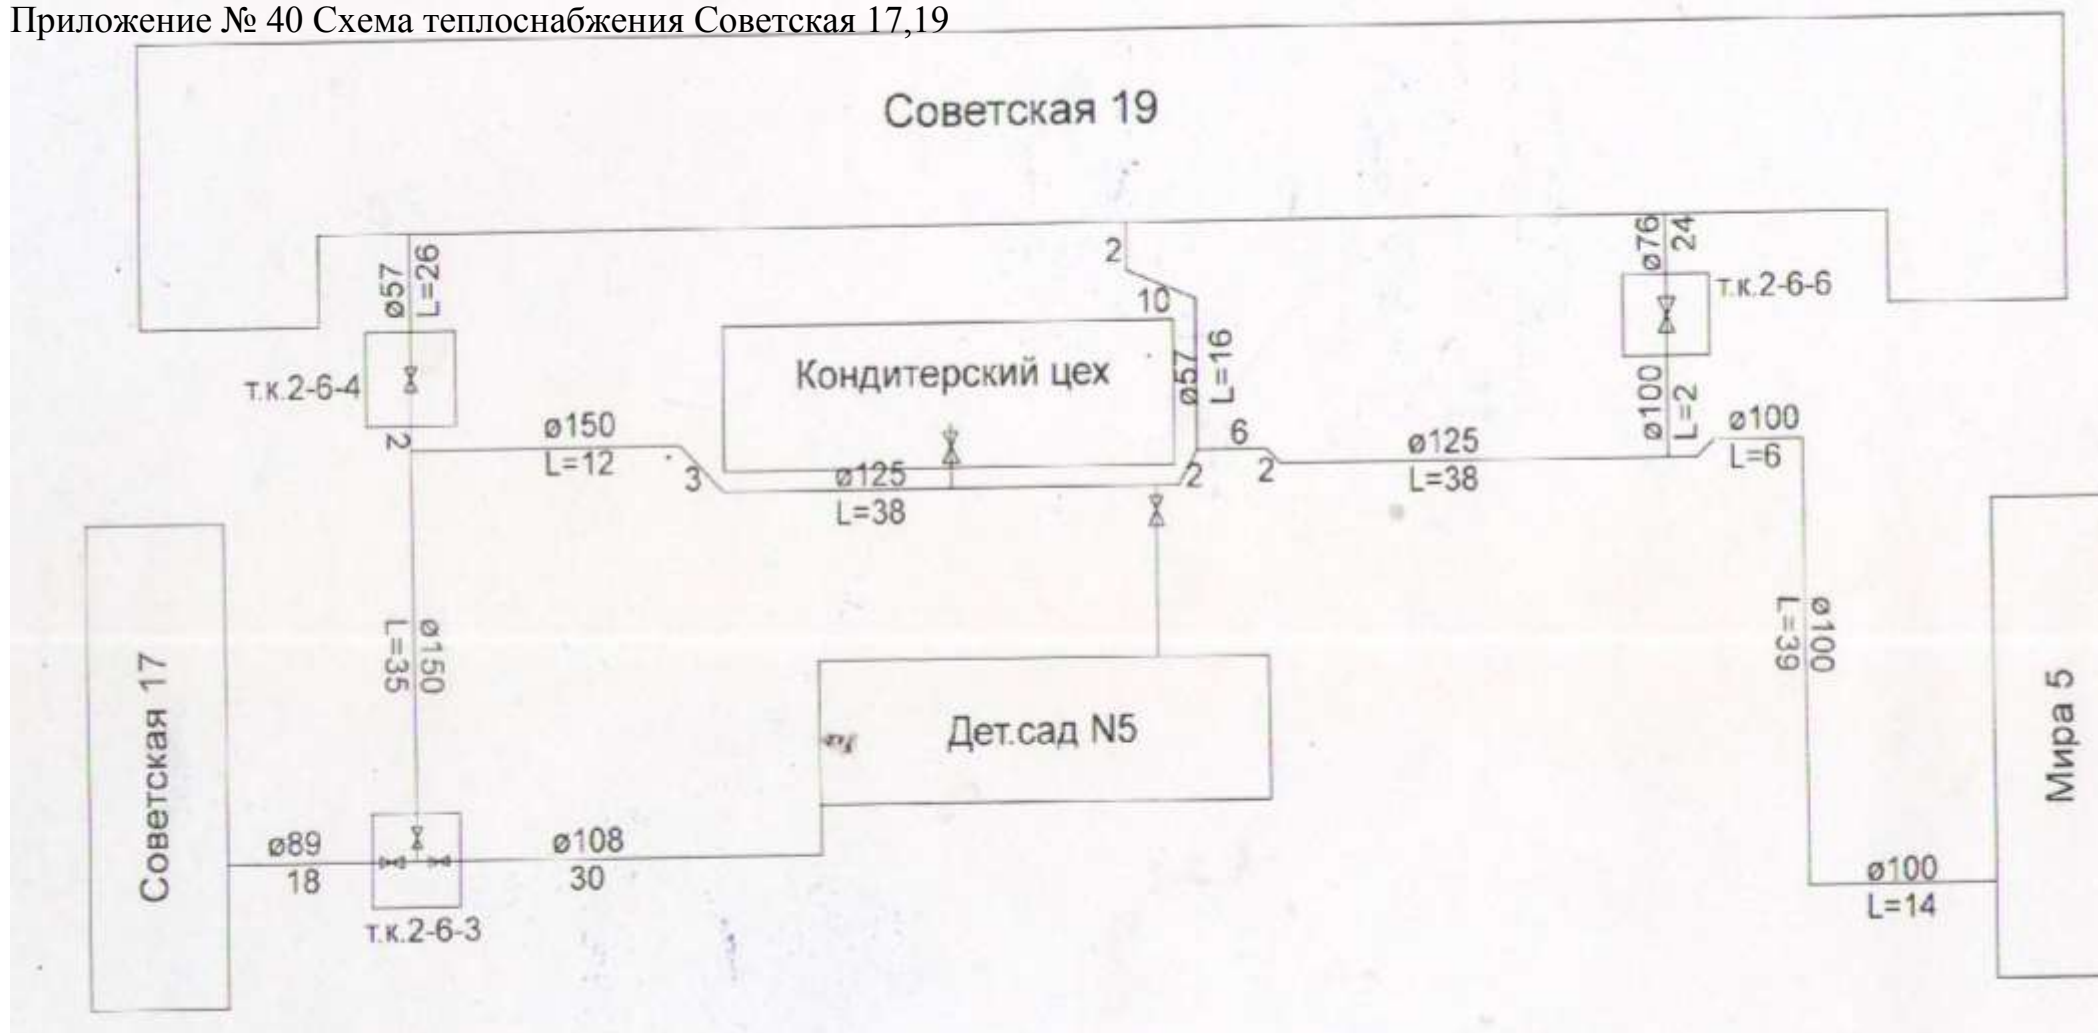 Приложение № 40 Схема теплоснабжения Советская 17,19
Советская 19
ø57
L=26
т.к.2-6-4
2
ø150
L=12
3
Кондитерский цех
ø125
L=38
2
10
ø57
L=16
2
6
2
ø125
L=38
ø76
24
т.к.2-6-6
ø100
L=2
ø100
L=6
ø100
L=39
ø100
L=14
Мира 5
Советская 17
ø150
L=35
ø89
18
т.к.2-6-3
ø108
30
Дет.сад N5